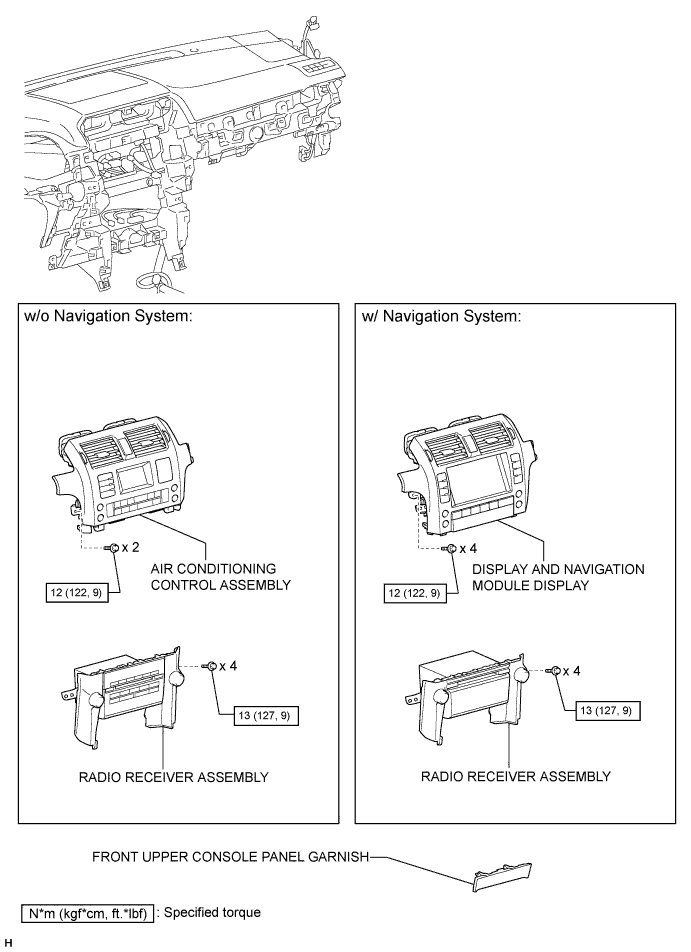 w/o Navigation System:
x 2
AIR CONDITIONING
CONTROL ASSEMBLY
12 (122, 9)
x 4
13 (127, 9)
RADIO RECEIVER ASSEMBLY
w/ Navigation System:
x 4
DISPLAY AND NAVIGATION
MODULE DISPLAY
12 (122, 9)
x 4
13 (127, 9)
RADIO RECEIVER ASSEMBLY
FRONT UPPER CONSOLE PANEL GARNISH
N*m (kgf*cm, ft.*lbf) : Specified torque
H